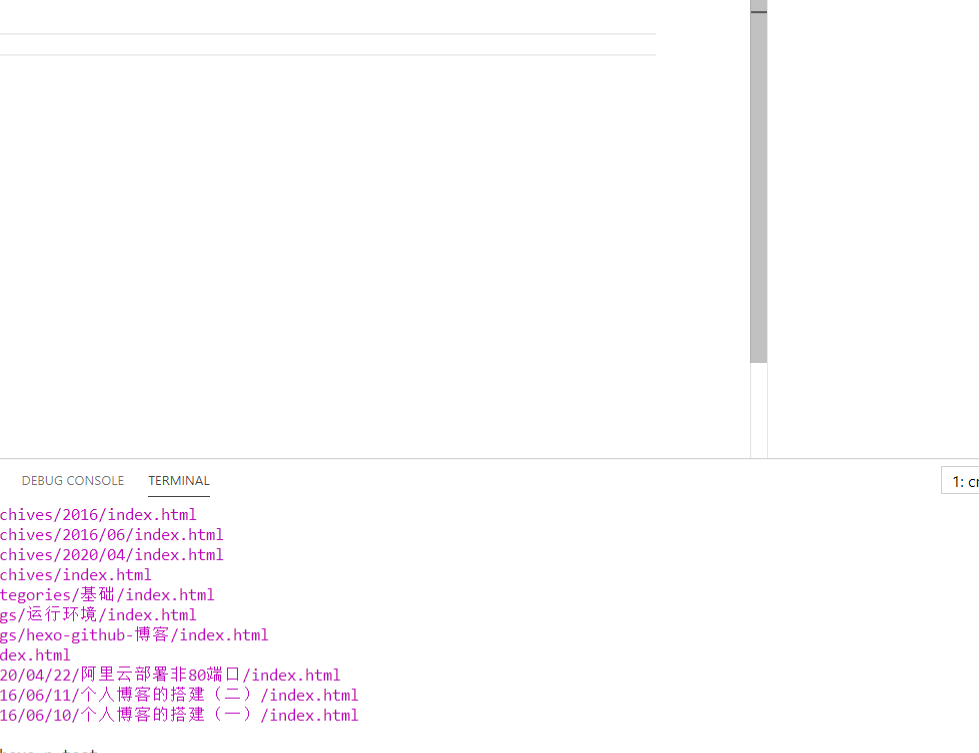 DEBUG CONSOLE TERMINAL 1: cr
chives/2016/index.html
chives/2016/06/index.html
chives/2020/04/index.html
chives/index.html
tegories/基础/index.html
gs/运行环境/index.html
gs/hexo-github-博客/index.html
dex.html
20/04/22/阿里云部署非80端口/index.html
16/06/11/个人博客的搭建（二）/index.html
16/06/10/个人博客的搭建（一）/index.html